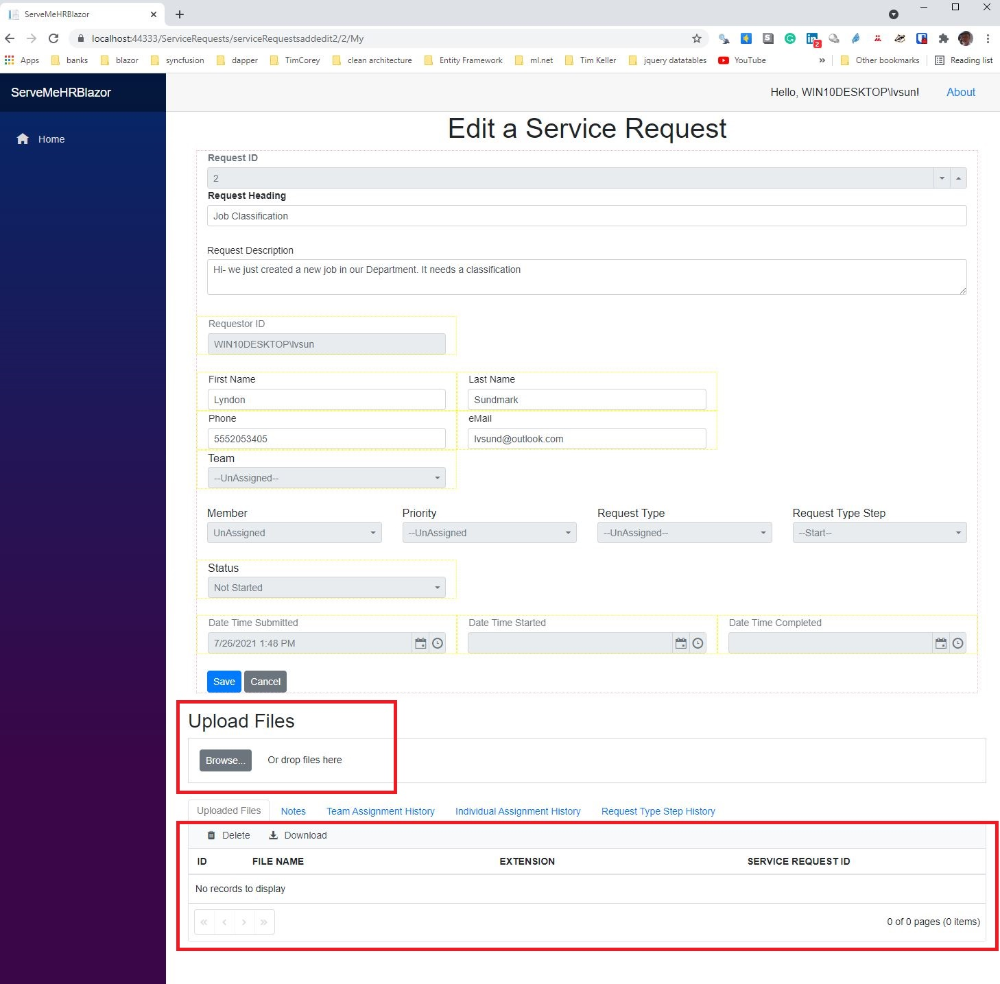 ServeMeHRBlazor
localhost:44333/ServiceRequests/serviceRequestsaddedit2/2/My
2
Apps banks blazor syncfusion dapper TimCorey clean architecture Entity Framework ml.net Tim Keller jquery datatables YouTube » Other bookmarks Reading list
ServeMeHRBlazor
Hello, WIN10DESKTOP\lvsun! About
Home
Edit a Service Request
Request ID
2
Request Heading
Job Classification
Request Description
Hi- we just created a new job in our Department. It needs a classification
Requestor ID
WIN10DESKTOP\lvsun
First Name Last Name
Lyndon Sundmark
Phone eMail
5552053405 lvsund@outlook.com
Team
--UnAssigned--
Member Priority Request Type Request Type Step
UnAssigned --UnAssigned --UnAssigned-- --Start--
Status
Not Started
Date Time Submitted Date Time Started Date Time Completed
7/26/2021 1:48 PM
Save Cancel
Upload Files
Browse... Or drop files here
Uploaded Files Notes Team Assignment History Individual Assignment History Request Type Step History
Delete Download
ID FILE NAME EXTENSION SERVICE REQUEST ID
No records to display
0 of 0 pages (0 items)